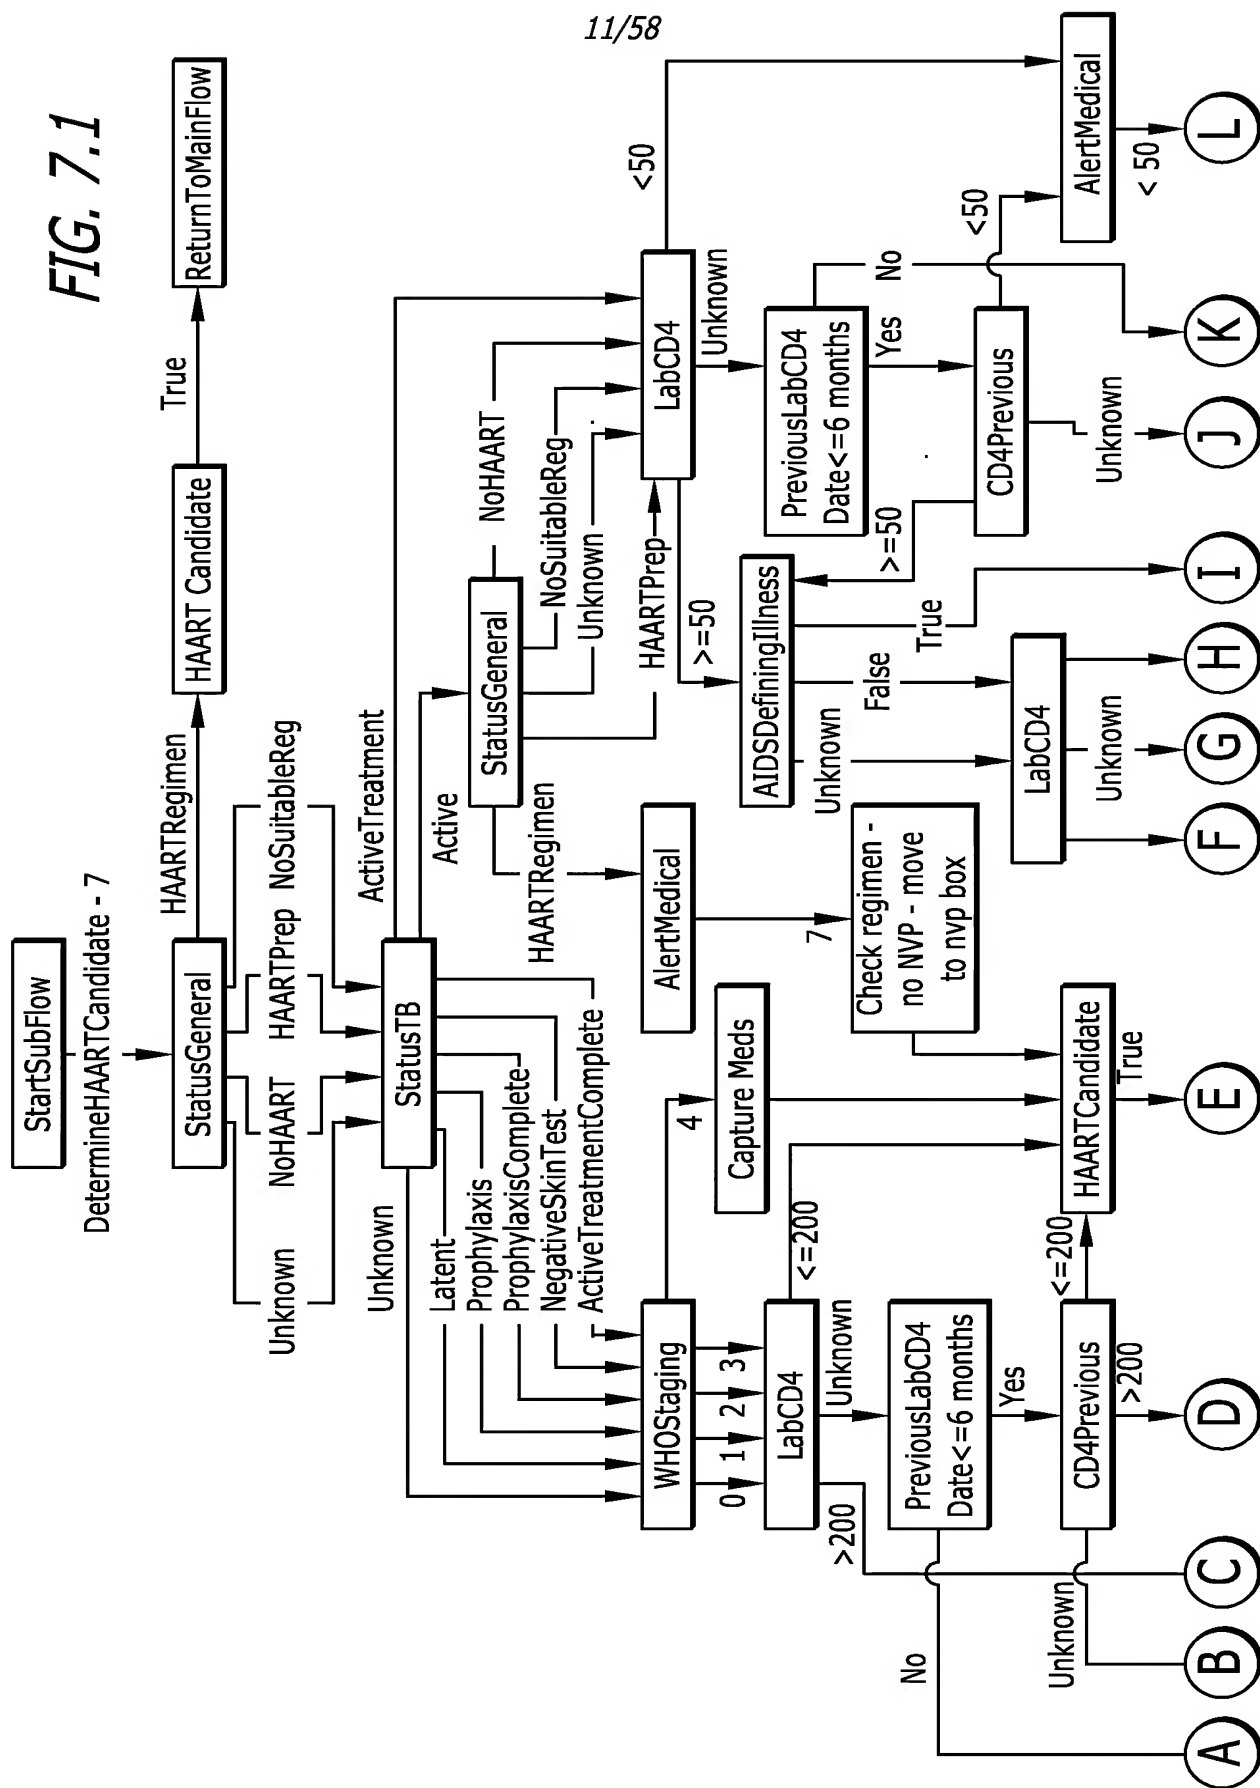 11/58
FIG. 7.1
StartSubFlow
DetermineHAARTCandidate - 7
StatusGeneral
HAARTRegimen
HAART Candidate
True
ReturnToMainFlow
Unknown
NoHAART
HAARTPrep
NoSuitableReg
StatusTB
Unknown
Latent
Prophylaxis
ProphylaxisComplete
NegativeSkinTest
ActiveTreatmentComplete
Active
ActiveTreatment
StatusGeneral
HAARTRegimen
HAARTPrep
Unknown
NoSuitableReg
NoHAART
WHOStaging
0
1
2
3
4
Capture Meds
AlertMedical
7
Check regimen -
no NVP - move
to nvp box
LabCD4
>200
Unknown
<=200
PreviousLabCD4
Date<=6 months
No
Yes
CD4Previous
Unknown
>200
<=200
HAARTCandidate
True
LabCD4
>=50
Unknown
<50
PreviousLabCD4
Date<=6 months
Yes
No
CD4Previous
>=50
Unknown
<50
AIDSDefiningIllness
Unknown
False
True
LabCD4
Unknown
AlertMedical
< 50
A
B
C
D
E
F
G
H
I
J
K
L